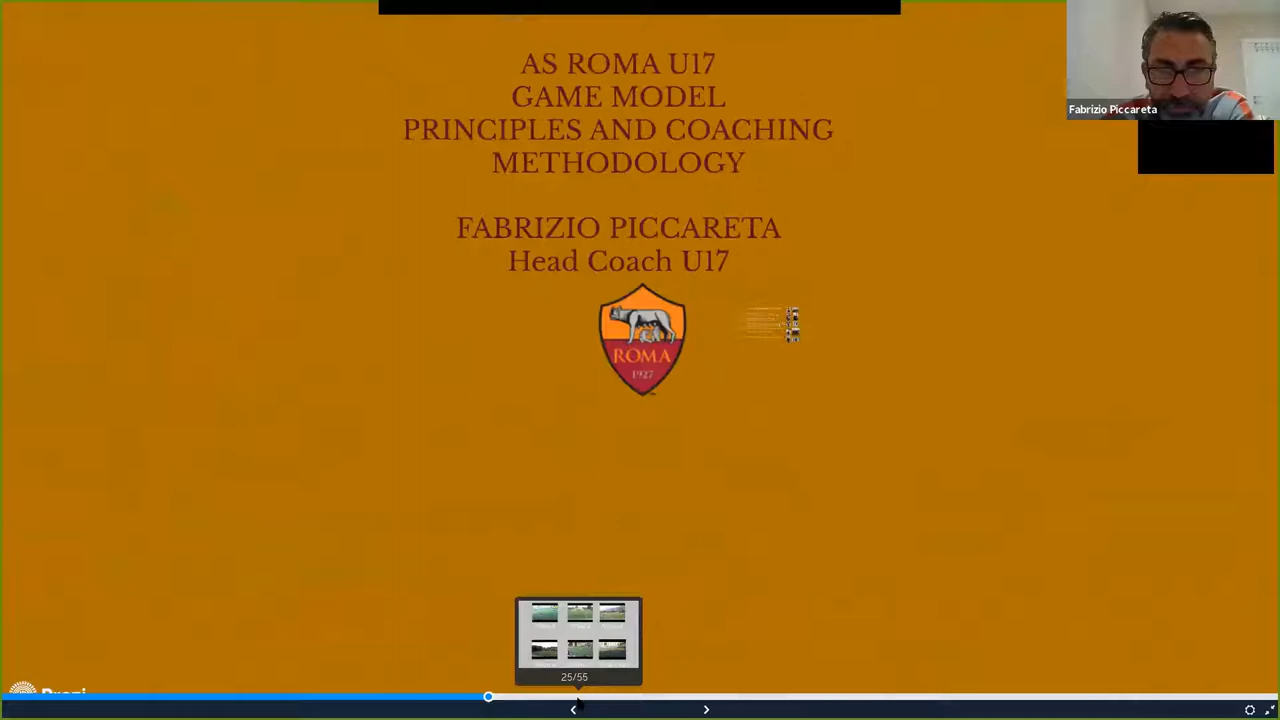 AS ROMA U17
GAME MODEL
PRINCIPLES AND COACHING
METHODOLOGY
FABRIZIO PICCARETA
Head Coach U17
ROMA
1927
Fabrizio Piccareta
25/55
Prezi